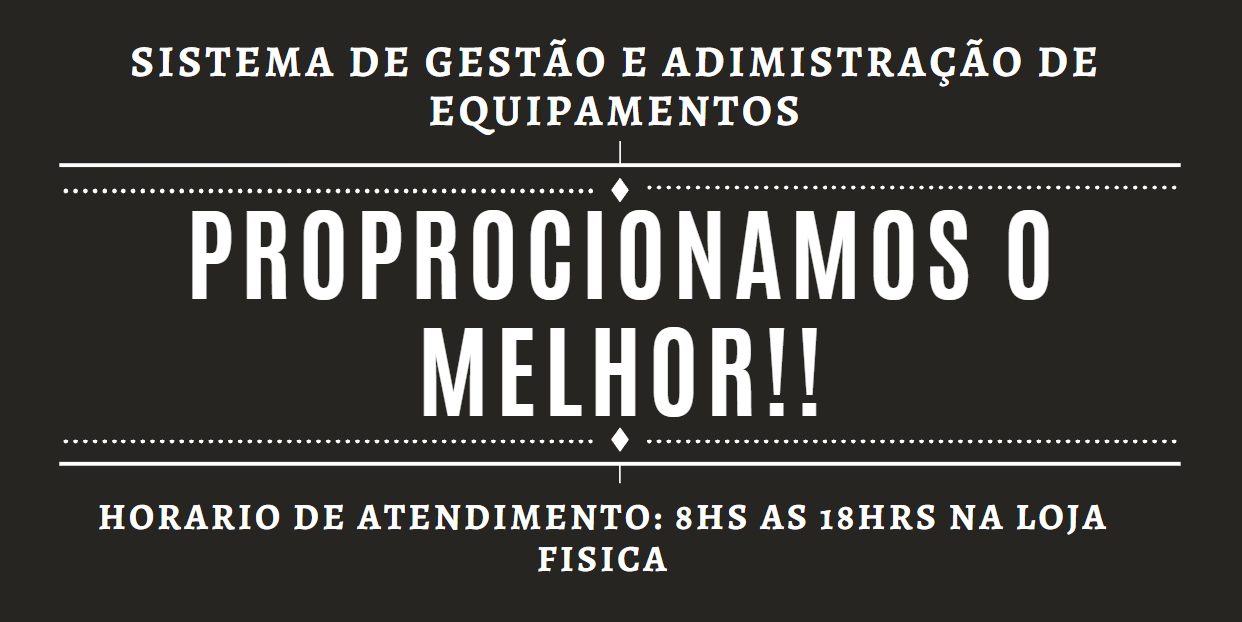 SISTEMA DE GESTÃO E ADIMISTRAÇÃO DE
EQUIPAMENTOS
PROPROCIONAMOS O
MELHOR!!
HORARIO DE ATENDIMENTO: 8HS AS 18HRS NA LOJA
FISICA